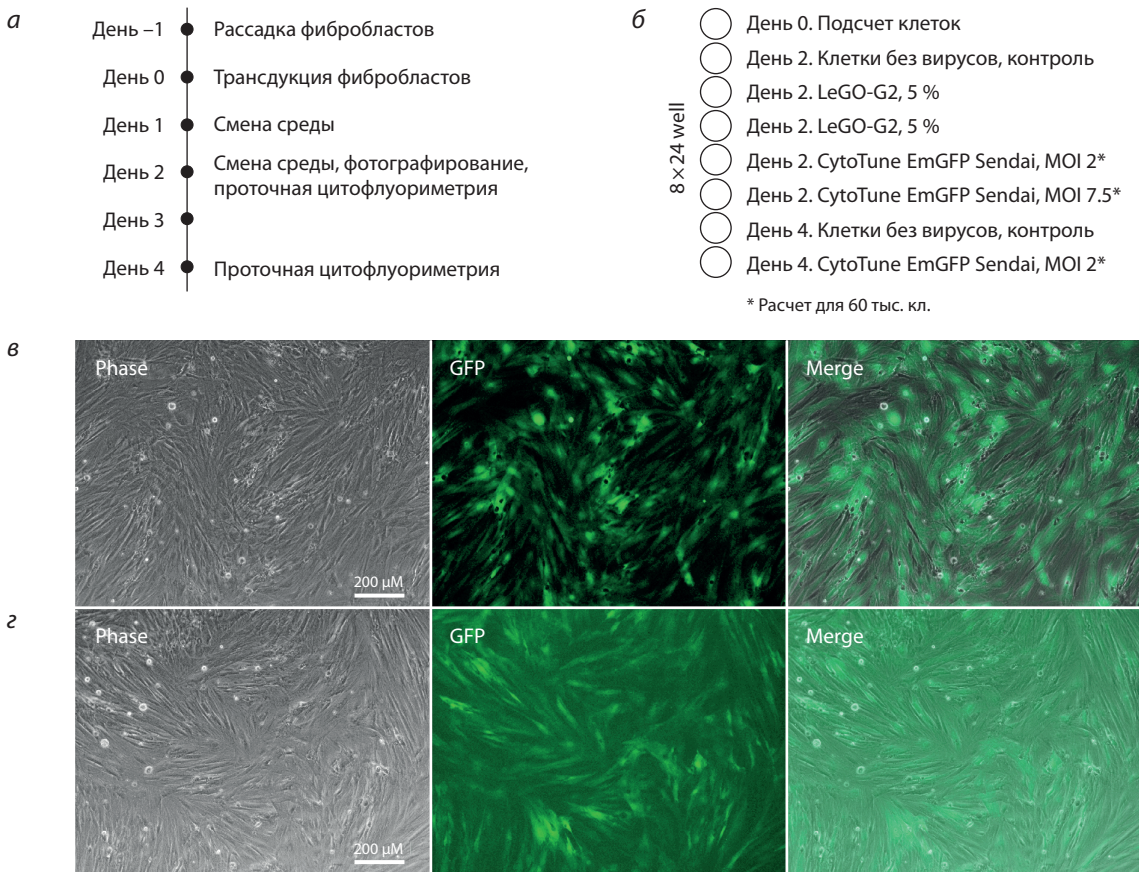 а
День –1 Рассадка фибробластов
День 0 Трансдукция фибробластов
День 1 Смена среды
День 2 Смена среды, фотографирование,
проточная цитофлуориметрия
День 3
День 4 Проточная цитофлуориметрия
б
8 × 24 well
День 0. Подсчет клеток
День 2. Клетки без вирусов, контроль
День 2. LeGO-G2, 5 %
День 2. LeGO-G2, 5 %
День 2. CytoTune EmGFP Sendai, MOI 2*
День 2. CytoTune EmGFP Sendai, MOI 7.5*
День 4. Клетки без вирусов, контроль
День 4. CytoTune EmGFP Sendai, MOI 2*
* Расчет для 60 тыс. кл.
в
Phase GFP Merge
200 μM
г
Phase GFP Merge
200 μM